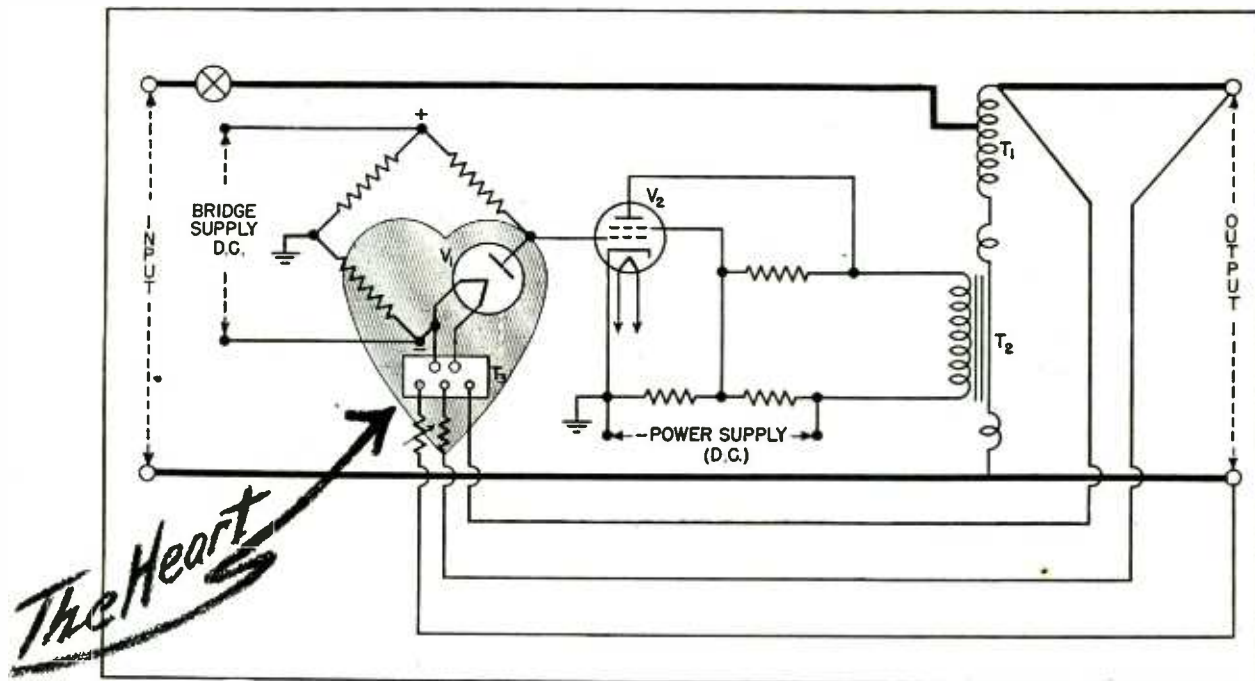 +
BRIDGE
SUPPLY
D.C.
INPUT
V1
V2
T1
T2
OUTPUT
−
T3
-POWER SUPPLY
(D.C.)
The Heart